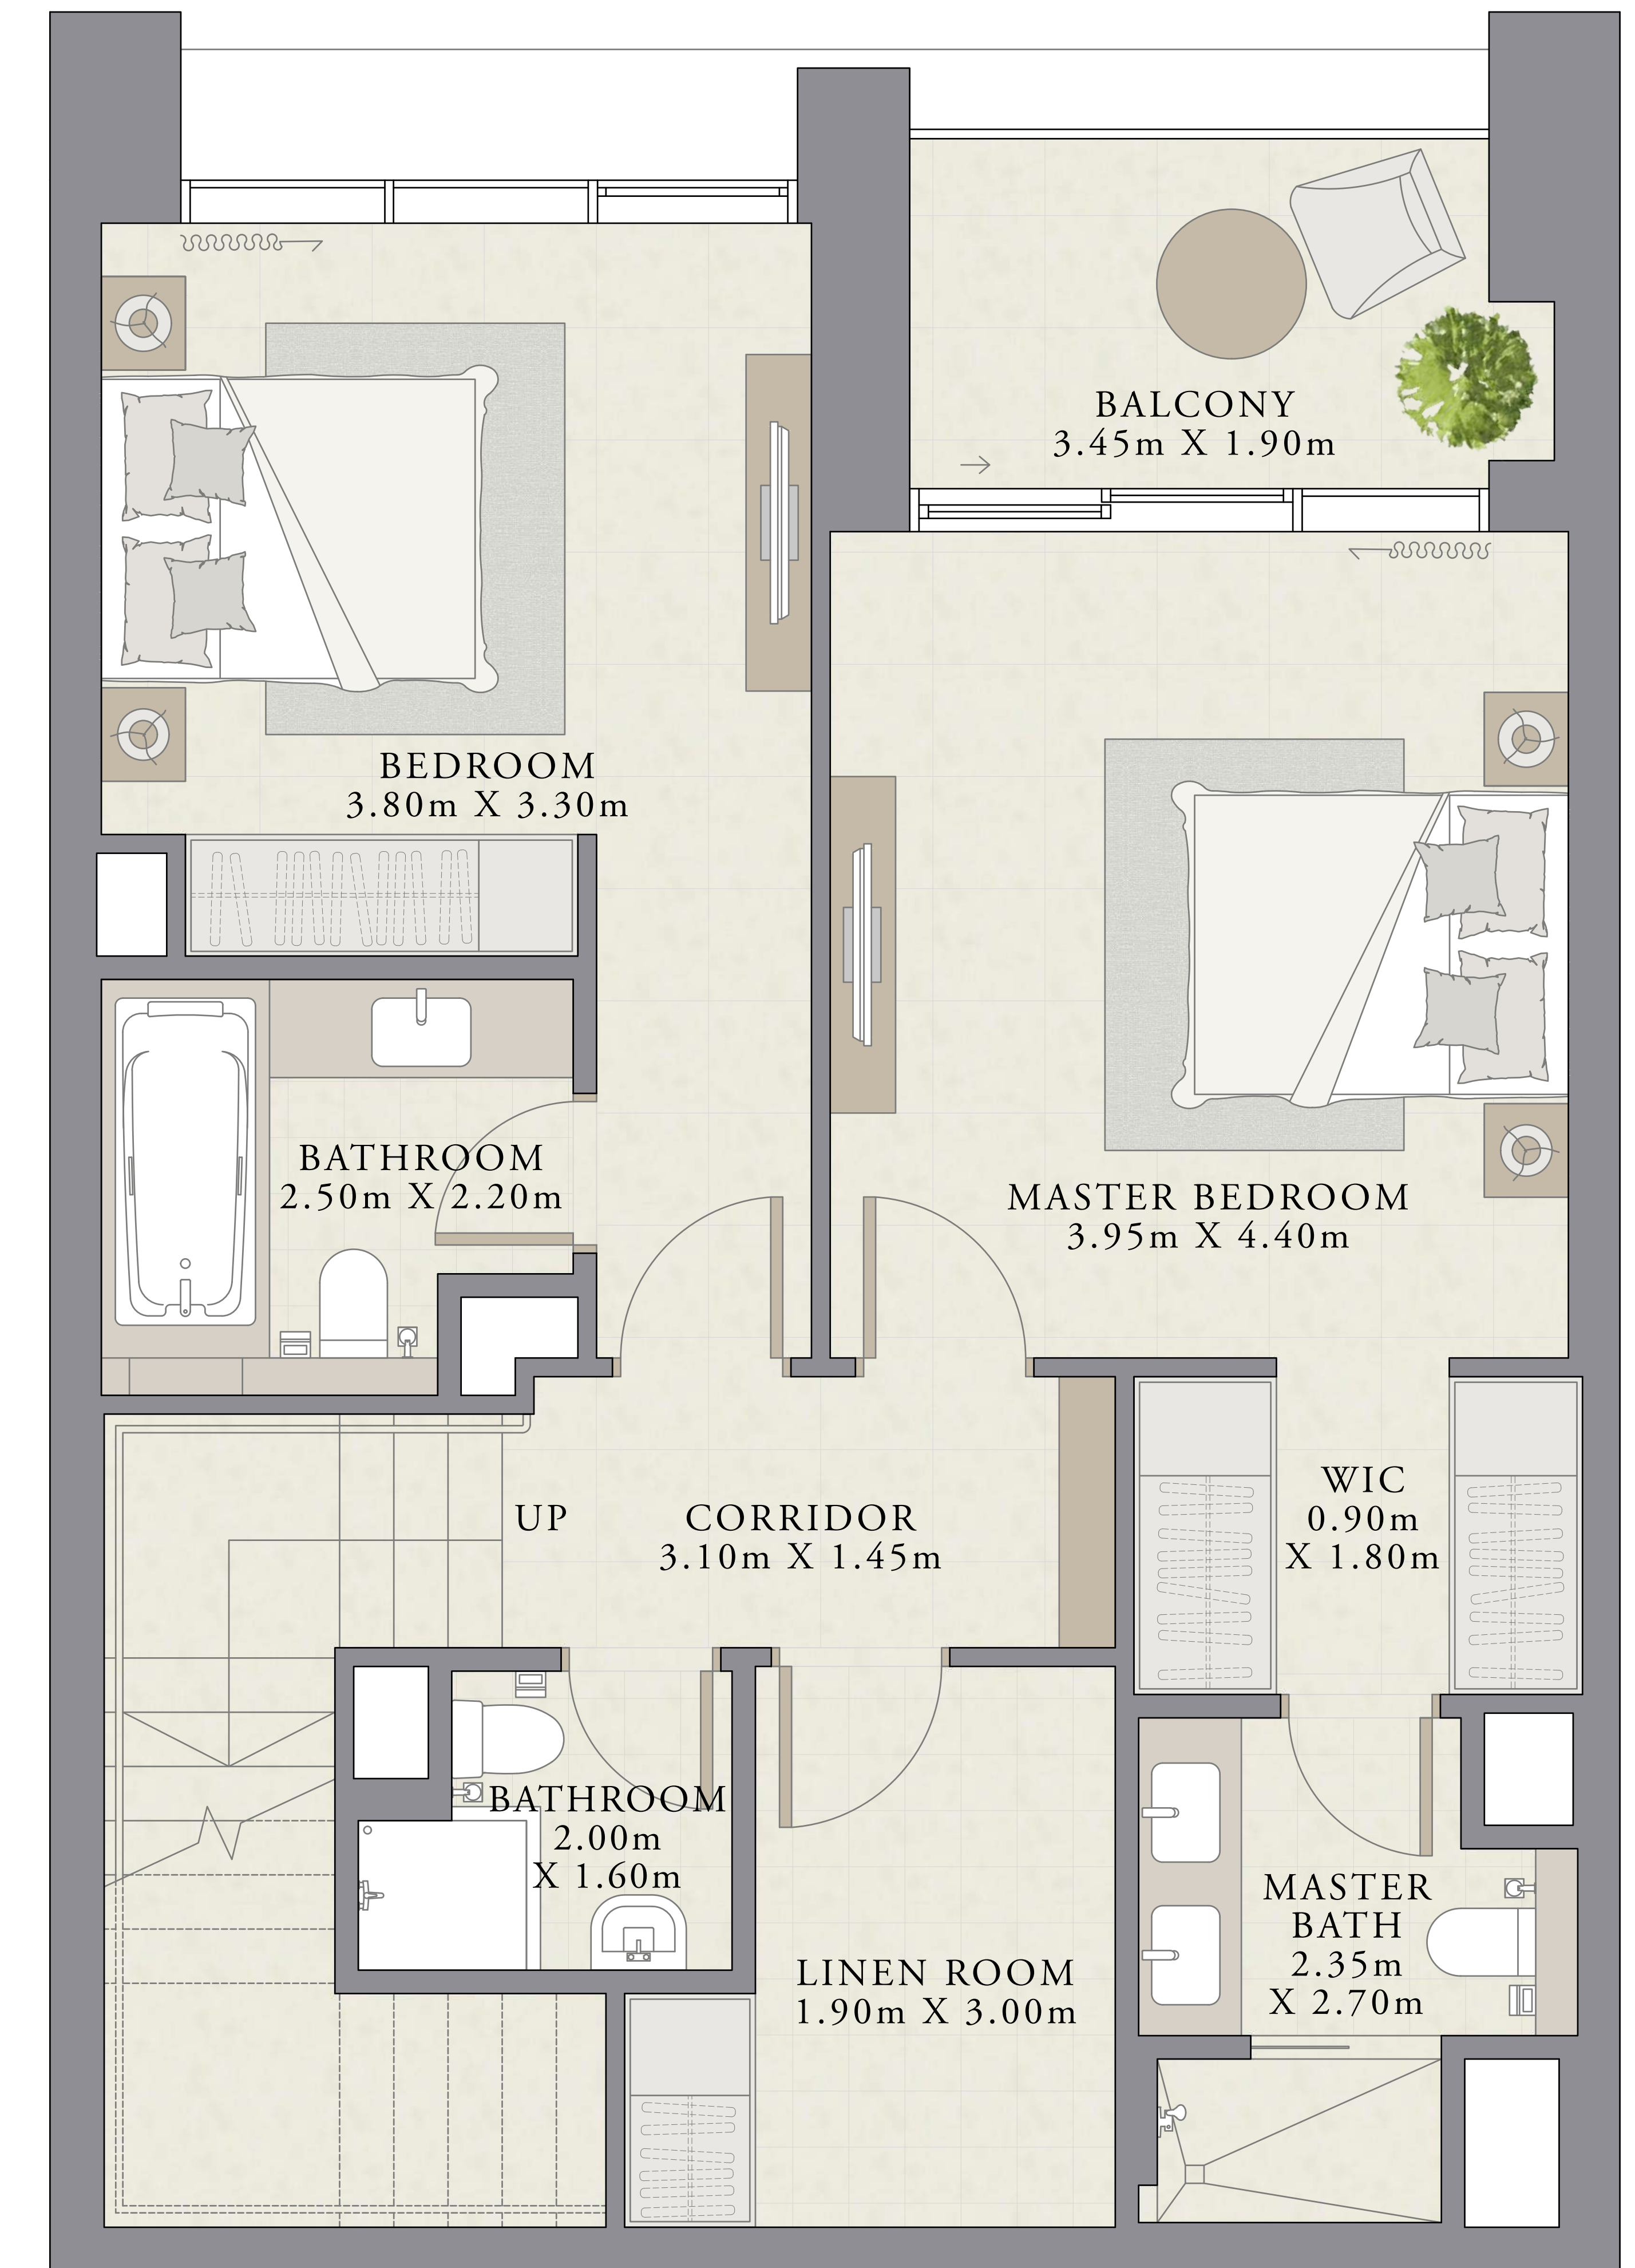 BALCONY
3.45m X 1.90m
BEDROOM
3.80m X 3.30m
BATHROOM
2.50m X 2.20m
MASTER BEDROOM
3.95m X 4.40m
WIC
0.90m
X 1.80m
UP
CORRIDOR
3.10m X 1.45m
BATHROOM
2.00m
X 1.60m
MASTER
BATH
2.35m
X 2.70m
LINEN ROOM
1.90m X 3.00m